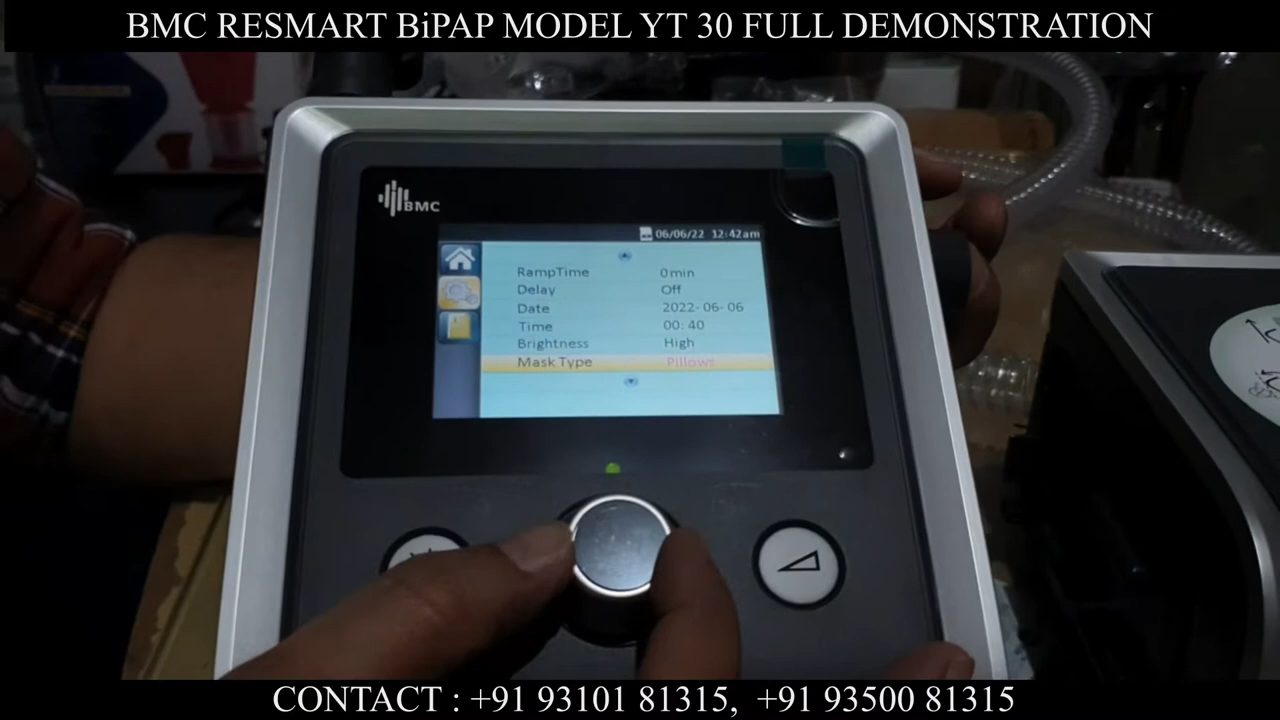 BMC RESMART BiPAP MODEL YT 30 FULL DEMONSTRATION
BMC
06/06/22 12:42am
RampTime 0min
Delay Off
Date 2022-06-06
Time 00:40
Brightness High
Mask Type Pillows
CONTACT : +91 93101 81315, +91 93500 81315